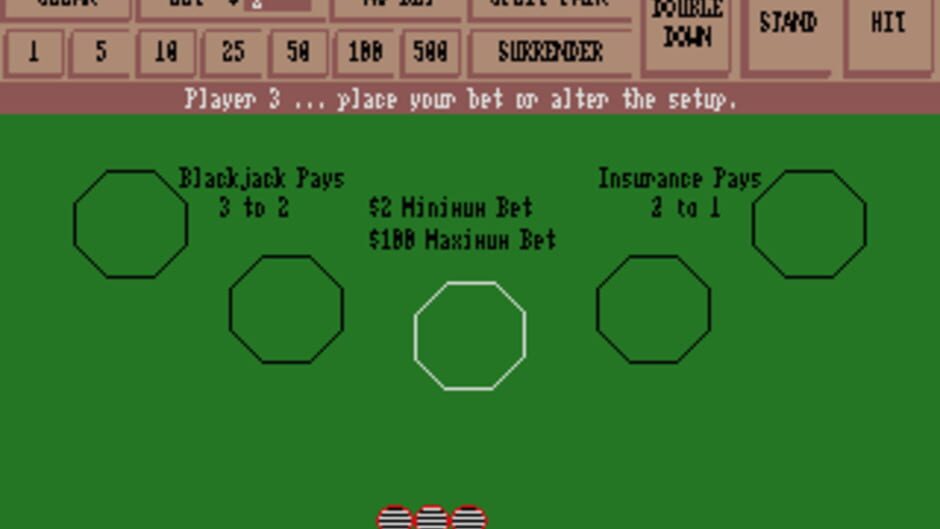 DOUBLE
DOWN
STAND
HIT
1 5 10 25 50 100 500 SURRENDER
Player 3 ... place your bet or alter the setup.
Blackjack Pays
3 to 2
$2 Minimum Bet
$100 Maximum Bet
Insurance Pays
2 to 1